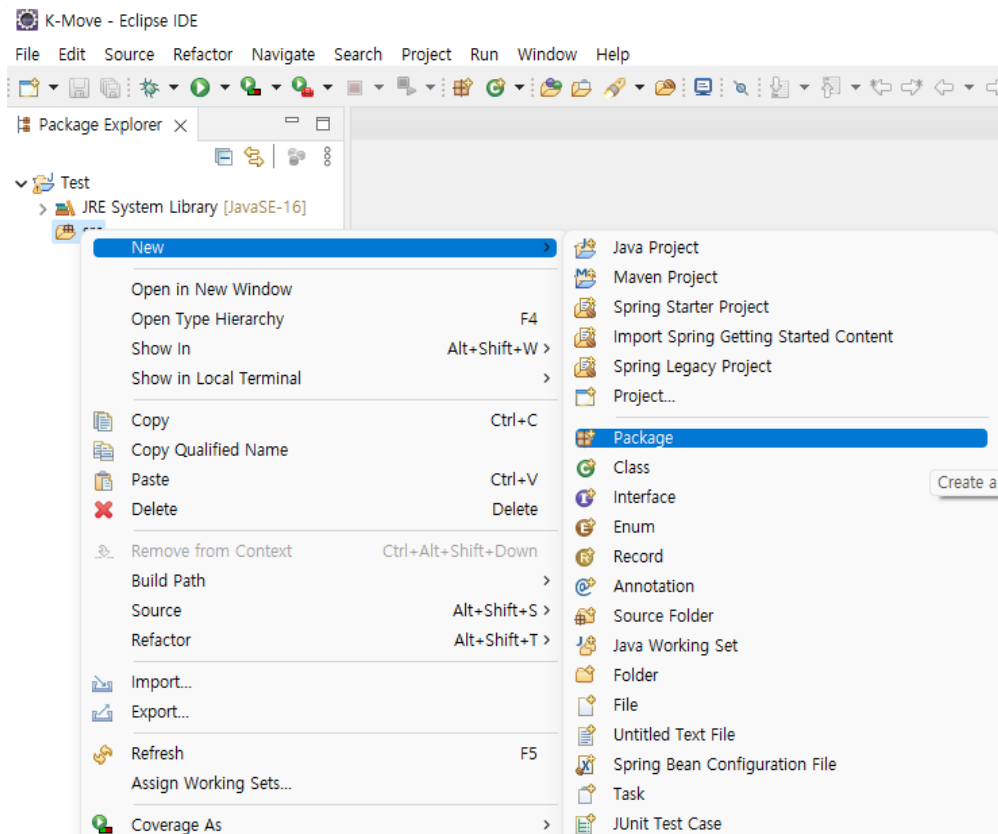 K-Move - Eclipse IDE
File Edit Source Refactor Navigate Search Project Run Window Help
Package Explorer
Test
JRE System Library [JavaSE-16]
New
Open in New Window
Open Type Hierarchy F4
Show In Alt+Shift+W >
Show in Local Terminal >
Copy Ctrl+C
Copy Qualified Name
Paste Ctrl+V
Delete Delete
Remove from Context Ctrl+Alt+Shift+Down
Build Path >
Source Alt+Shift+S >
Refactor Alt+Shift+T >
Import...
Export...
Refresh F5
Assign Working Sets...
Coverage As >
Java Project
Maven Project
Spring Starter Project
Import Spring Getting Started Content
Spring Legacy Project
Project...
Package
Class
Create a
Interface
Enum
Record
Annotation
Source Folder
Java Working Set
Folder
File
Untitled Text File
Spring Bean Configuration File
Task
JUnit Test Case